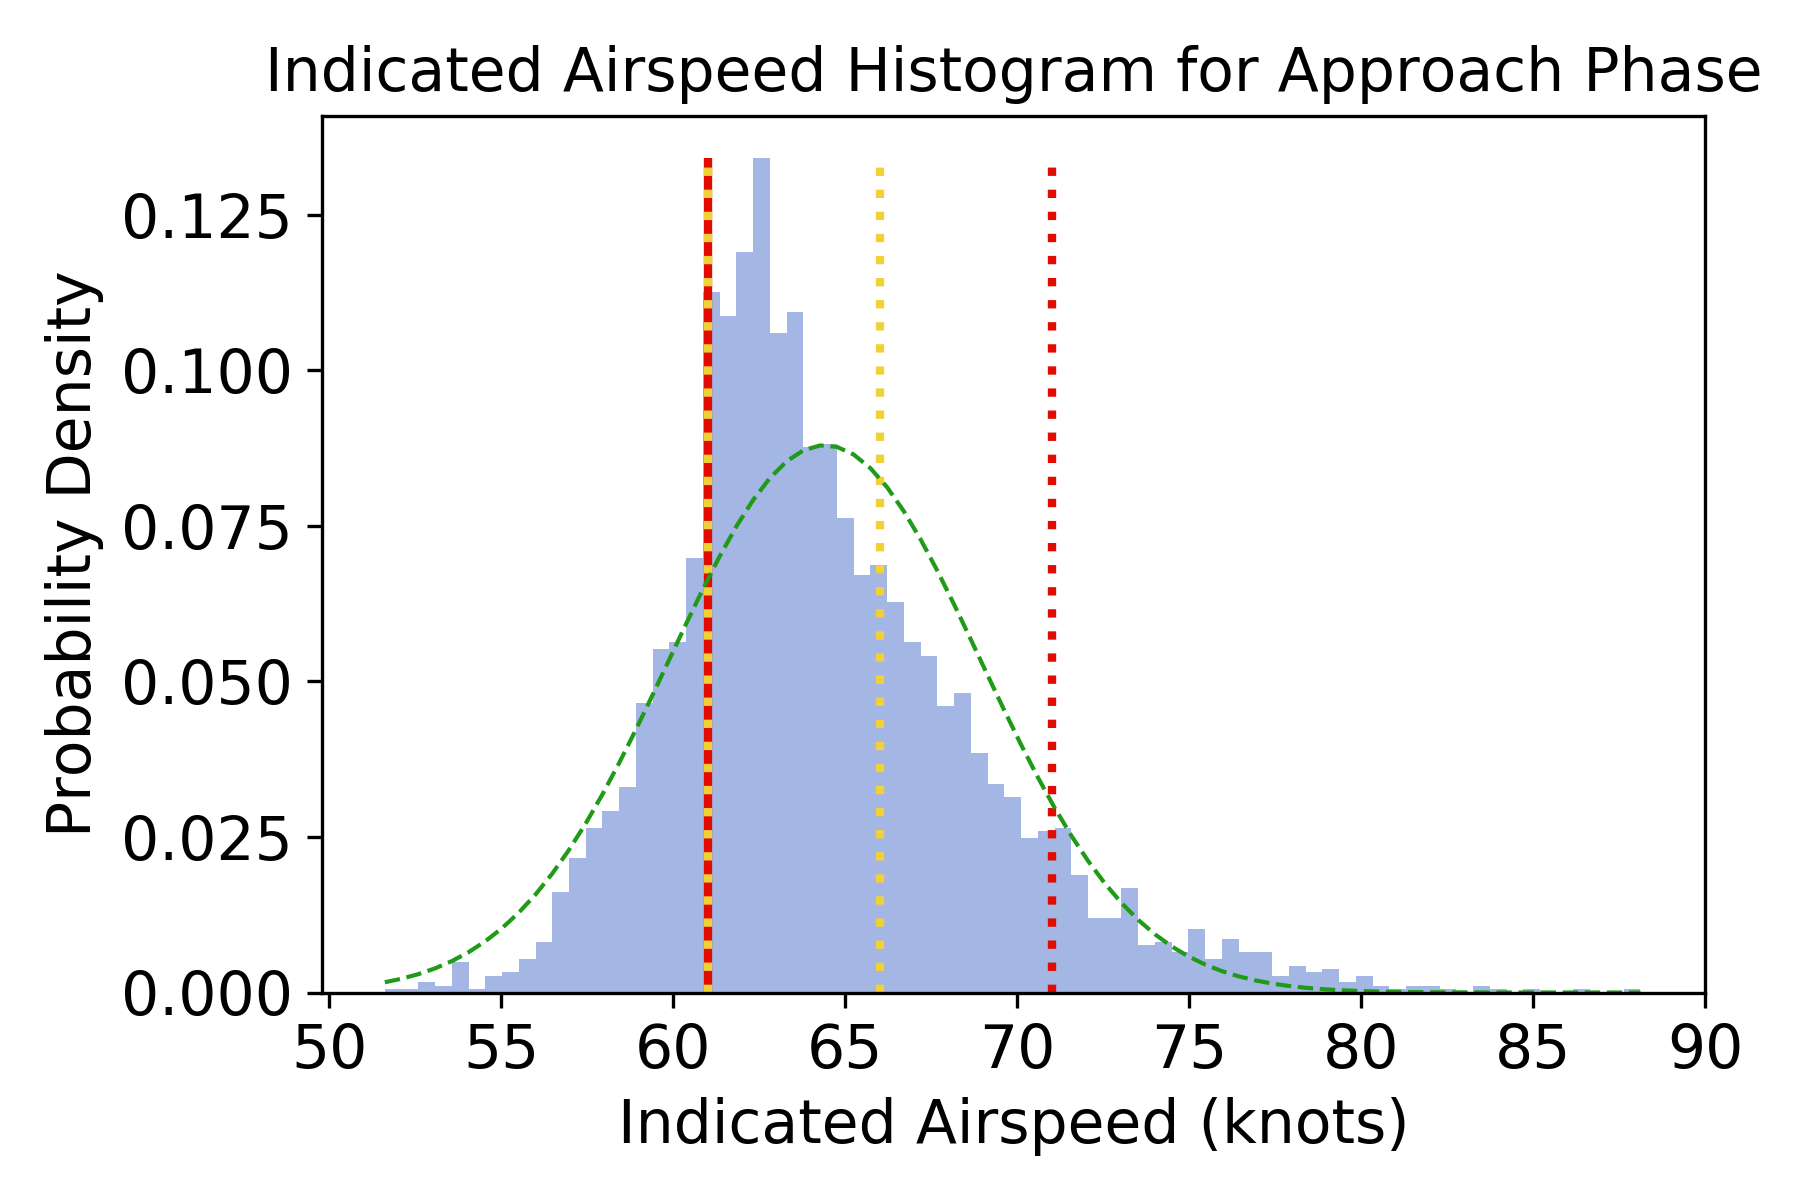 Indicated Airspeed Histogram for Approach Phase
Probability Density
0.125
0.100
0.075
0.050
0.025
0.000
50 55 60 65 70 75 80 85 90
Indicated Airspeed (knots)